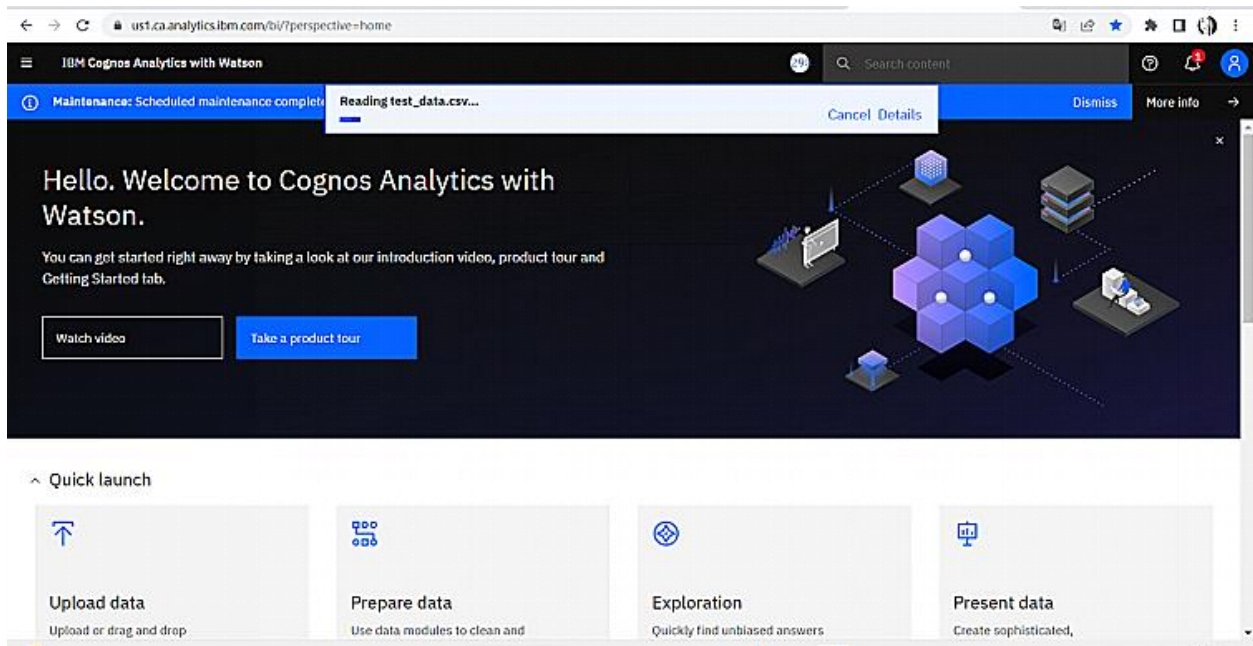 us1.ca.analytics.ibm.com/bi/?perspective=home
IBM Cognos Analytics with Watson
29
Search content
1
Maintenance: Scheduled maintenance complete
Reading test_data.csv...
Cancel Details
Dismiss
More info
Hello. Welcome to Cognos Analytics with
Watson.
You can get started right away by taking a look at our introduction video, product tour and
Getting Started tab.
Watch video
Take a product tour
Quick launch
Upload data
Prepare data
Exploration
Present data
Upload or drag and drop
Use data modules to clean and
Quickly find unbiased answers
Create sophisticated,